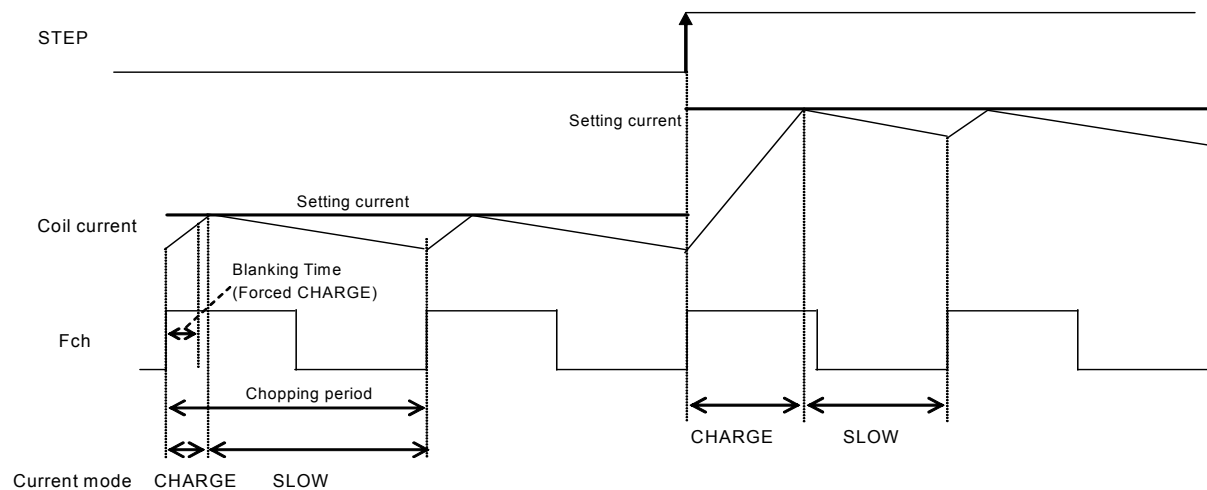 STEP
Setting current
Setting current
Coil current
Blanking Time
(Forced CHARGE)
Fch
Chopping period
CHARGE SLOW
Current mode CHARGE SLOW